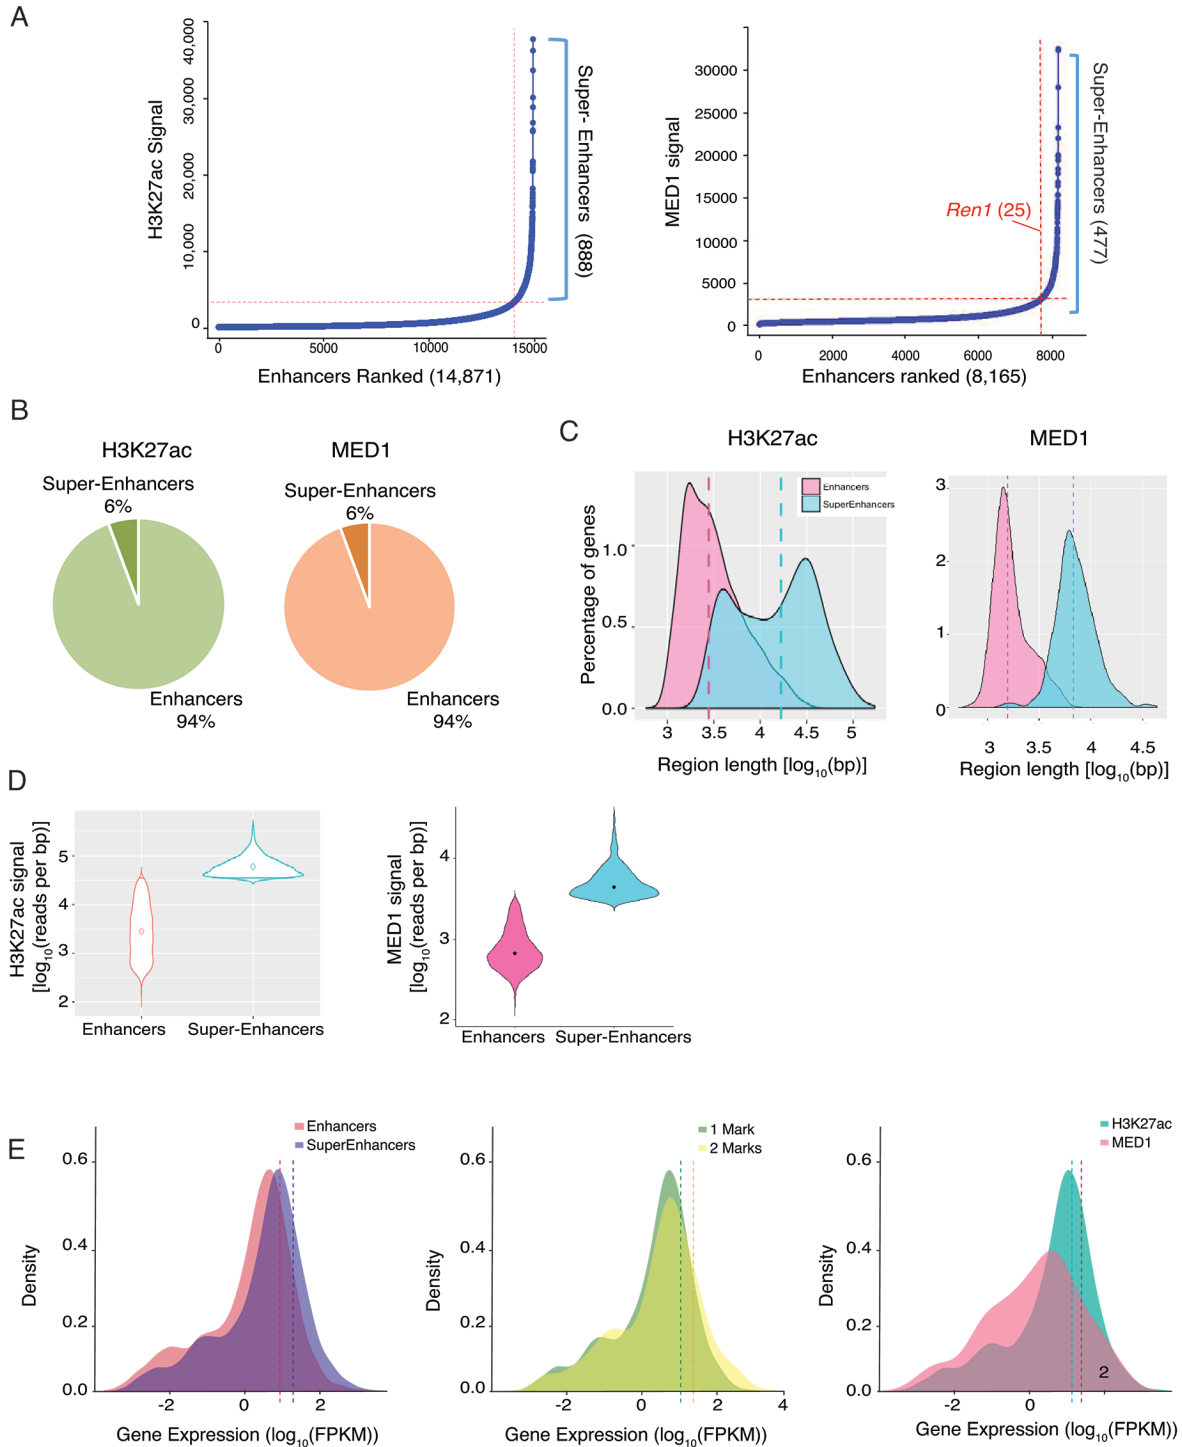 A
H3K27ac Signal
40,000
30,000
20,000
10,000
0
0
5000
10000
15000
Enhancers Ranked (14,871)
Super- Enhancers (888)
MED1 signal
30000
25000
20000
15000
10000
5000
0
0
2000
4000
6000
8000
Enhancers ranked (8,165)
Ren1 (25)
Super-Enhancers (477)
B
H3K27ac
Super-Enhancers
6%
Enhancers
94%
MED1
Super-Enhancers
6%
Enhancers
94%
C
H3K27ac
Enhancers
SuperEnhancers
Percentage of genes
1.0
0.5
0.0
3
3.5
4
4.5
5
Region length [log10(bp)]
MED1
3
2
1
0
3
3.5
4
4.5
Region length [log10(bp)]
D
H3K27ac signal
[log10(reads per bp)]
5
4
3
2
Enhancers
Super-Enhancers
MED1 signal
[log10(reads per bp)]
4
3
2
Enhancers
Super-Enhancers
E
Enhancers
SuperEnhancers
Density
0.6
0.4
0.2
0.0
-2
0
2
Gene Expression (log10(FPKM))
1 Mark
2 Marks
Density
0.6
0.4
0.2
0.0
-2
0
2
4
Gene Expression (log10(FPKM))
H3K27ac
MED1
Density
0.6
0.4
0.2
0.0
-2
0
2
Gene Expression (log10(FPKM))